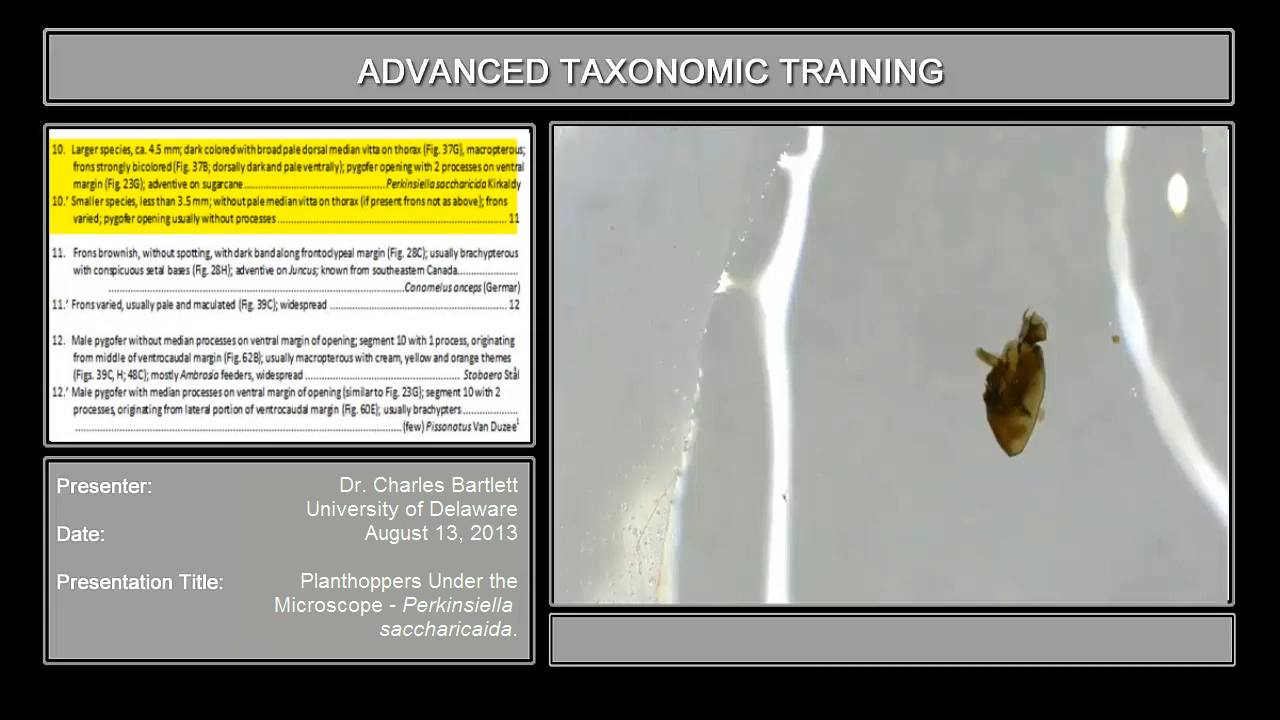 ADVANCED TAXONOMIC TRAINING
10. Larger species, ca. 4.5 mm; dark colored with broad pale dorsal median vitta on thorax (Fig. 37G), macropterous;
frons strongly bicolored (Fig. 37B; dorsally dark and pale ventrally); pygofer opening with 2 processes on ventral
margin (Fig. 23G); adventive on sugarcane ........................................ Perkinsiella saccharicida Kirkaldy
10.' Smaller species, less than 3.5 mm; without pale median vitta on thorax (if present frons not as above); frons
varied; pygofer opening usually without processes ........................................ 11
11. Frons brownish, without spotting, with dark band along frontoclypeal margin (Fig. 28C); usually brachypterous
with conspicuous setal bases (Fig. 28H); adventive on Juncus; known from southeastern Canada....................
........................................ Conomelus anceps (Germar)
11.' Frons varied, usually pale and maculated (Fig. 39C); widespread ........................................ 12
12. Male pygofer without median processes on ventral margin of opening; segment 10 with 1 process, originating
from middle of ventrocaudal margin (Fig. 62B); usually macropterous with cream, yellow and orange themes
(Figs. 39C, H; 48C); mostly Ambrosia feeders, widespread ........................................ Stobaera Stål
12.' Male pygofer with median processes on ventral margin of opening (similar to Fig. 23G); segment 10 with 2
processes, originating from lateral portion of ventrocaudal margin (Fig. 60E); usually brachypters ....................
........................................ (few) Pissonotus Van Duzee¹
Presenter: Dr. Charles Bartlett
University of Delaware
Date: August 13, 2013
Presentation Title: Planthoppers Under the
Microscope - Perkinsiella
saccharicaida.